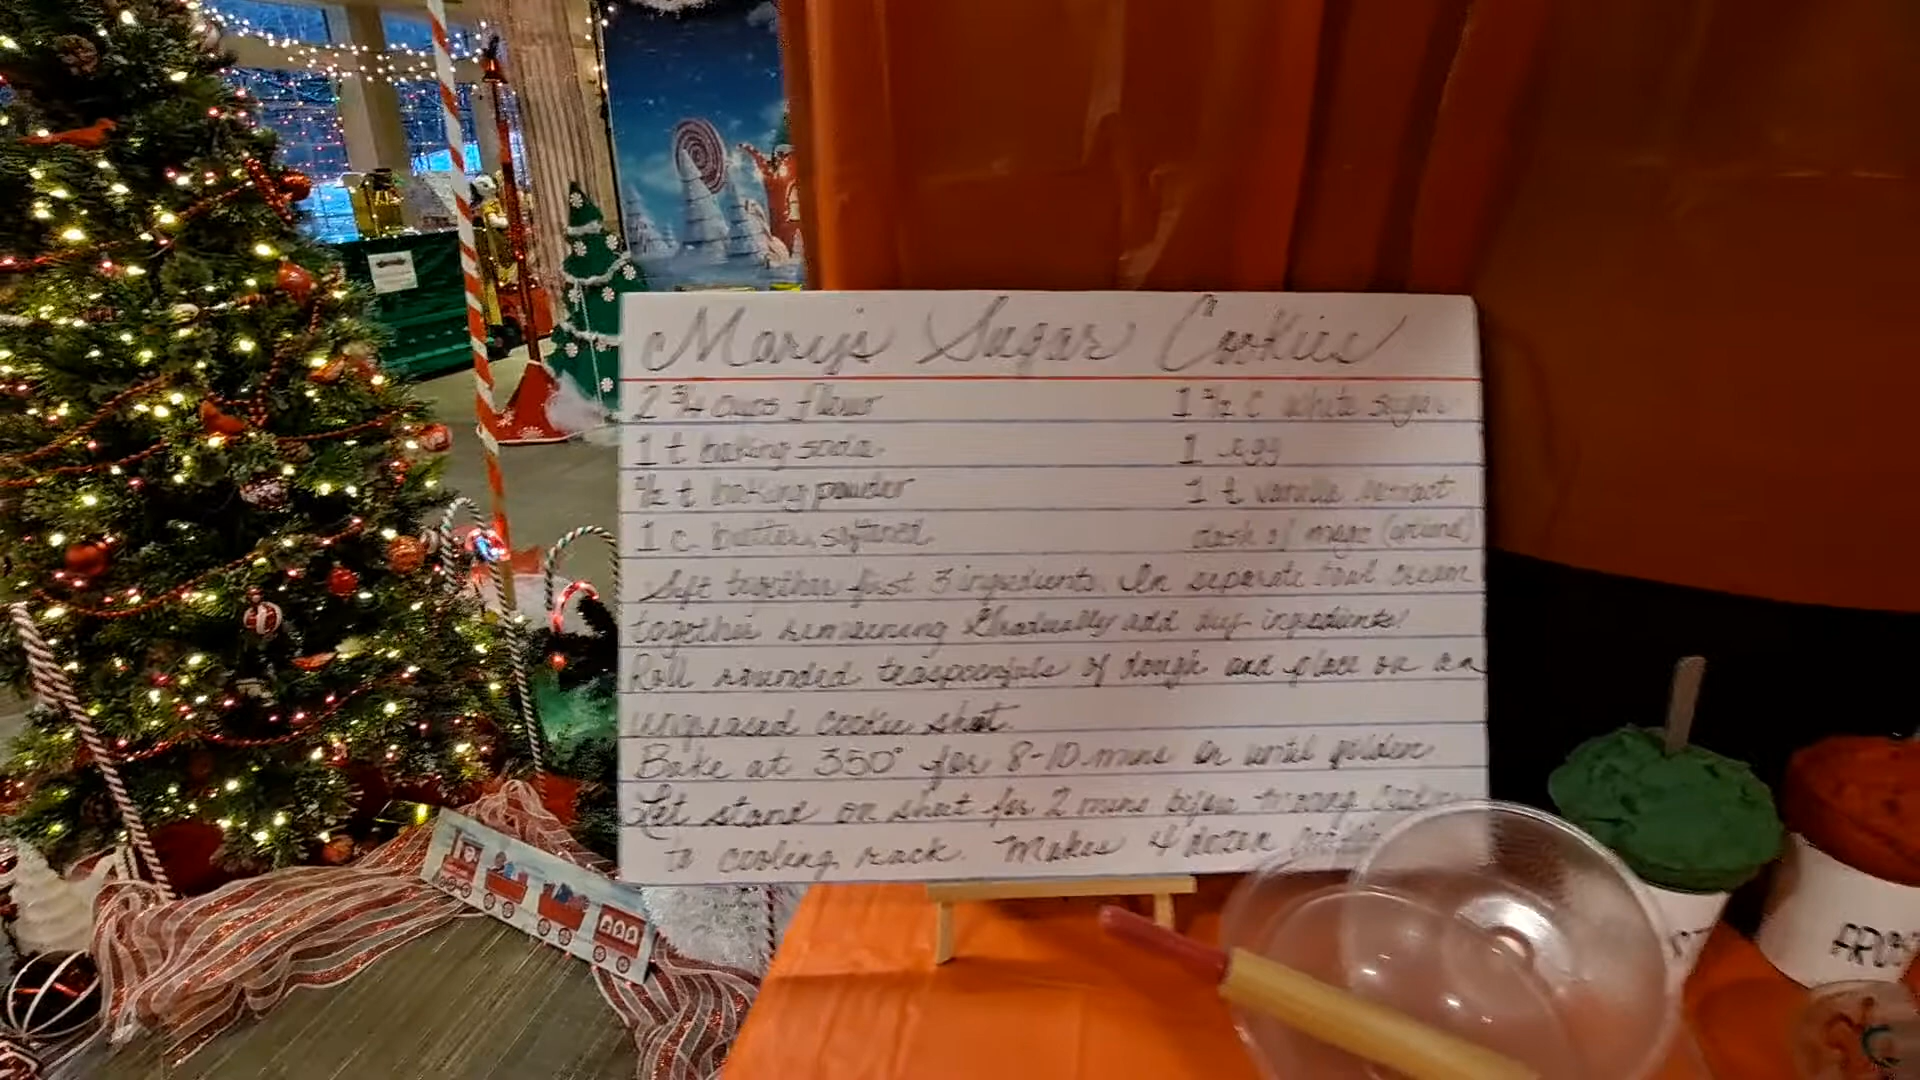 Mary's Sugar Cookies
2 3/4 cups flour
1 t baking soda
1/2 t baking powder
1 c butter, softened
1 1/2 c white sugar
1 egg
1 t vanilla extract
dash of magic (optional)
Sift together first 3 ingredients. In separate bowl cream
together remaining Gradually add dry ingredients
Roll rounded teaspoonfuls of dough and place on an
ungreased cookie sheet.
Bake at 350° for 8-10 mins or until golden
Let stand on sheet for 2 mins before moving
to cooling rack. Makes 4 dozen